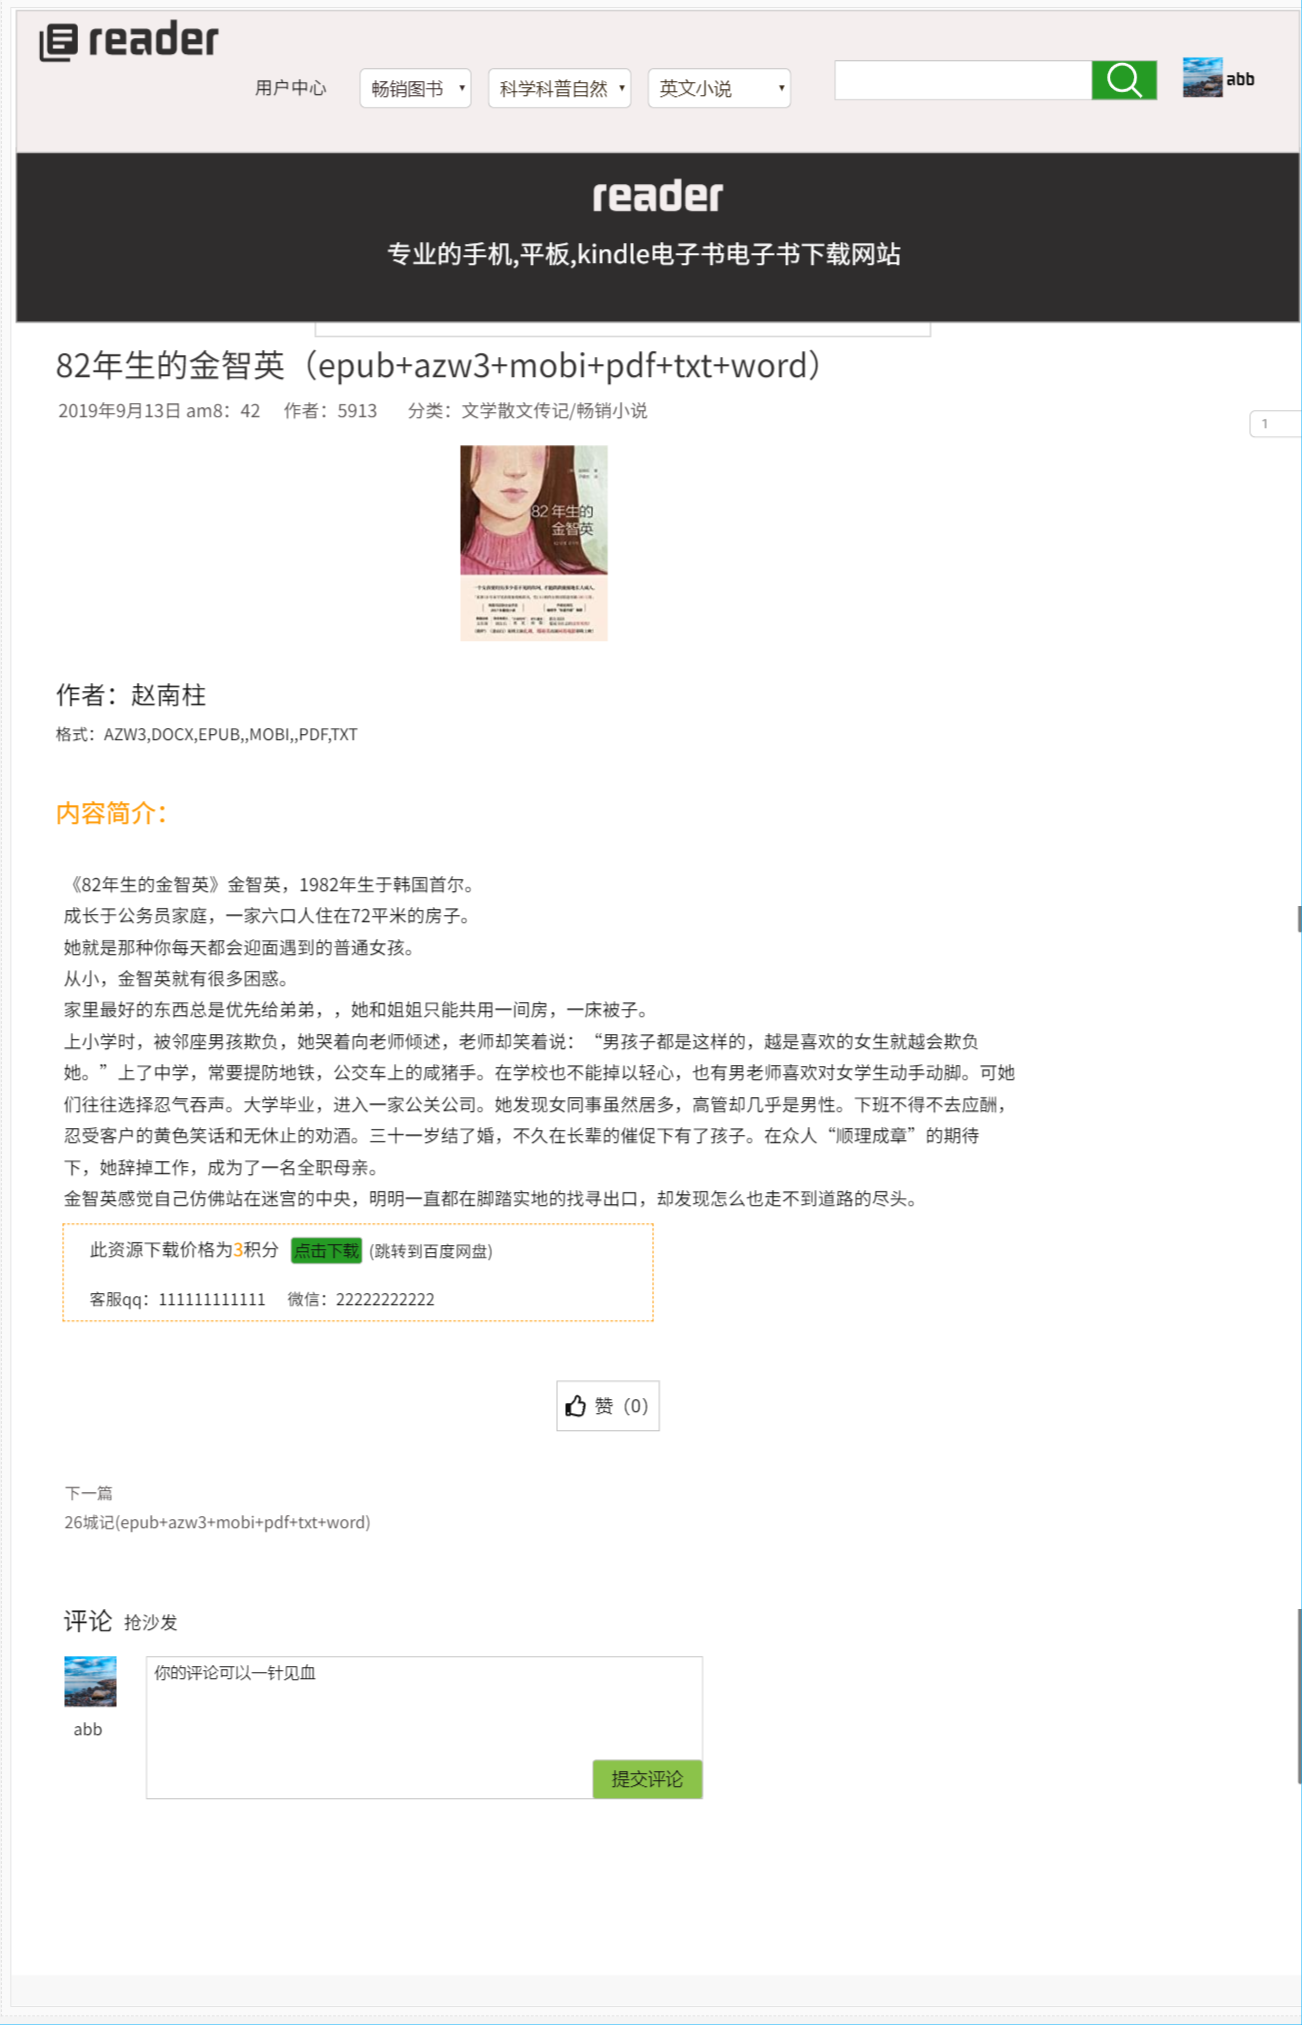 reader
用户中心 畅销图书 科学科普自然 英文小说 abb
reader
专业的手机,平板,kindle电子书电子书下载网站
82年生的金智英（epub+azw3+mobi+pdf+txt+word）
2019年9月13日 am8：42 作者：5913 分类：文学散文传记/畅销小说
1
82 年生的
金智英
作者：赵南柱
格式：AZW3,DOCX,EPUB,,MOBI,,PDF,TXT
内容简介：
《82年生的金智英》金智英，1982年生于韩国首尔。
成长于公务员家庭，一家六口人住在72平米的房子。
她就是那种你每天都会迎面遇到的普通女孩。
从小，金智英就有很多困惑。
家里最好的东西总是优先给弟弟，，她和姐姐只能共用一间房，一床被子。
上小学时，被邻座男孩欺负，她哭着向老师倾述，老师却笑着说：“男孩子都是这样的，越是喜欢的女生就越会欺负
她。”上了中学，常要提防地铁，公交车上的咸猪手。在学校也不能掉以轻心，也有男老师喜欢对女学生动手动脚。可她
们往往选择忍气吞声。大学毕业，进入一家公关公司。她发现女同事虽然居多，高管却几乎是男性。下班不得不去应酬，
忍受客户的黄色笑话和无休止的劝酒。三十一岁结了婚，不久在长辈的催促下有了孩子。在众人“顺理成章”的期待
下，她辞掉工作，成为了一名全职母亲。
金智英感觉自己仿佛站在迷宫的中央，明明一直都在脚踏实地的找寻出口，却发现怎么也走不到道路的尽头。
此资源下载价格为3积分 点击下载 (跳转到百度网盘)
客服qq：111111111111 微信：22222222222
赞（0）
下一篇
26城记(epub+azw3+mobi+pdf+txt+word)
评论 抢沙发
你的评论可以一针见血
abb
提交评论